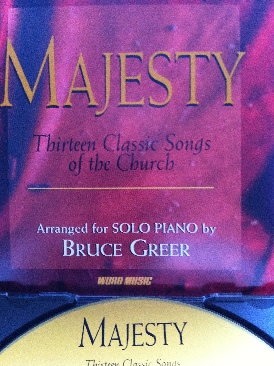 MAJESTY
Thirteen Classic Songs
of the Church
Arranged for SOLO PIANO by
BRUCE GREER
WORD MUSIC
MAJESTY
Thirteen Classic Songs